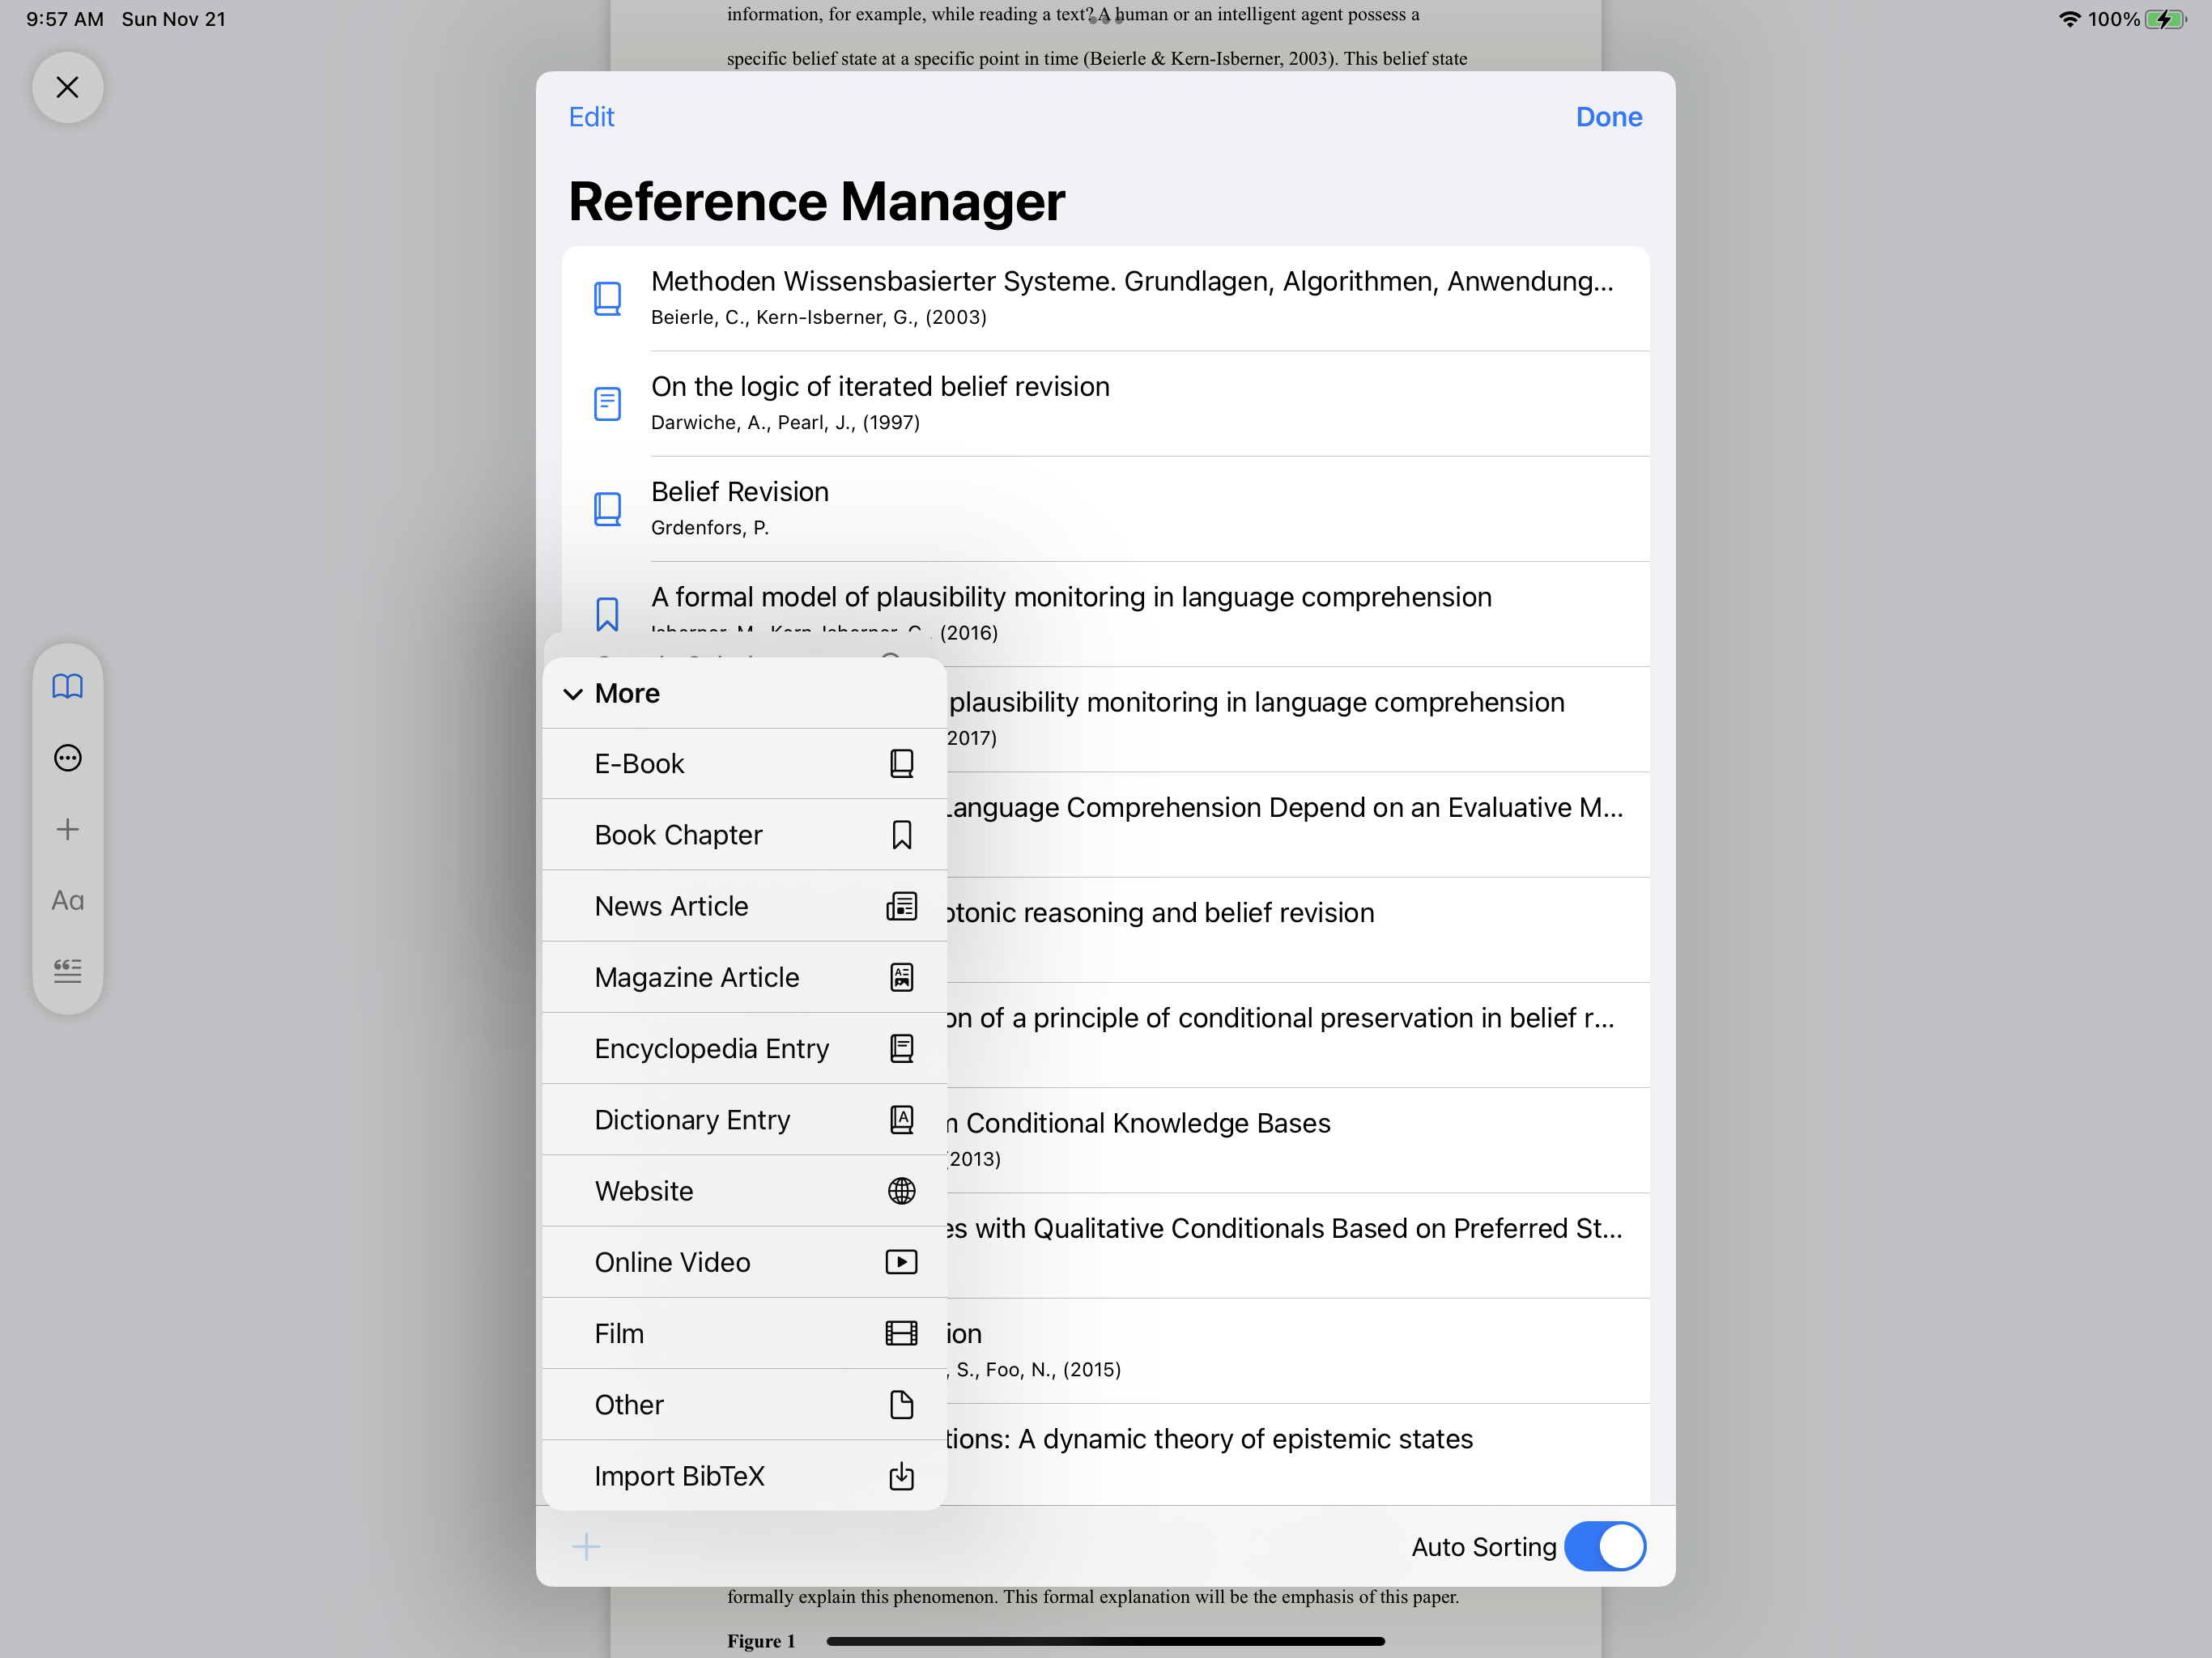 9:57 AM Sun Nov 21
100%
information, for example, while reading a text? A human or an intelligent agent possess a
specific belief state at a specific point in time (Beierle & Kern-Isberner, 2003). This belief state
Edit
Done
Reference Manager
Methoden Wissensbasierter Systeme. Grundlagen, Algorithmen, Anwendung...
Beierle, C., Kern-Isberner, G., (2003)
On the logic of iterated belief revision
Darwiche, A., Pearl, J., (1997)
Belief Revision
Grdenfors, P.
A formal model of plausibility monitoring in language comprehension
Isberner, M., Kern-Isberner, G., (2016)
More
plausibility monitoring in language comprehension
2017)
E-Book
Language Comprehension Depend on an Evaluative M...
Book Chapter
News Article
otonic reasoning and belief revision
Magazine Article
on of a principle of conditional preservation in belief r...
Encyclopedia Entry
Dictionary Entry
m Conditional Knowledge Bases
(2013)
Website
es with Qualitative Conditionals Based on Preferred St...
Online Video
Film
ion
, S., Foo, N., (2015)
Other
tions: A dynamic theory of epistemic states
Import BibTeX
Auto Sorting
Aa
formally explain this phenomenon. This formal explanation will be the emphasis of this paper.
Figure 1